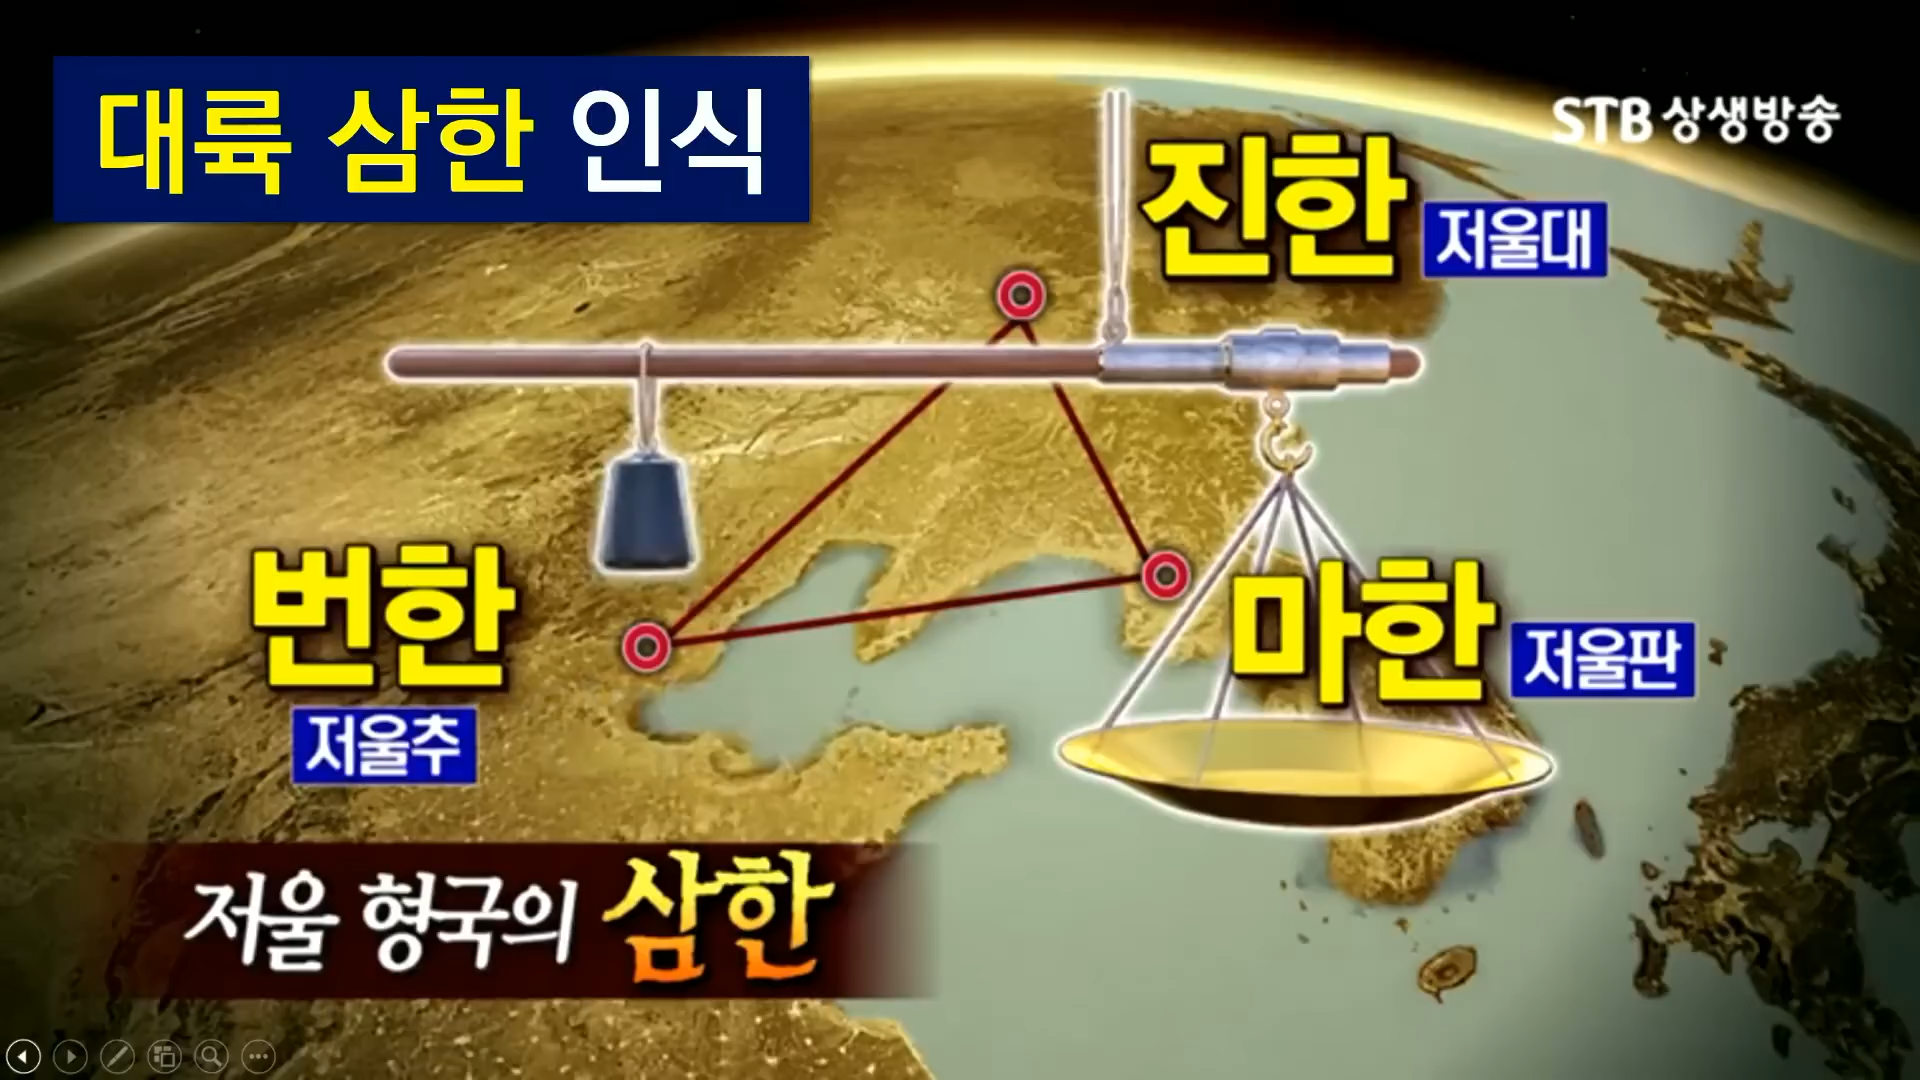 대륙 삼한 인식
STB 상생방송
진한
저울대
번한
저울추
마한
저울판
저울 형국의 삼한